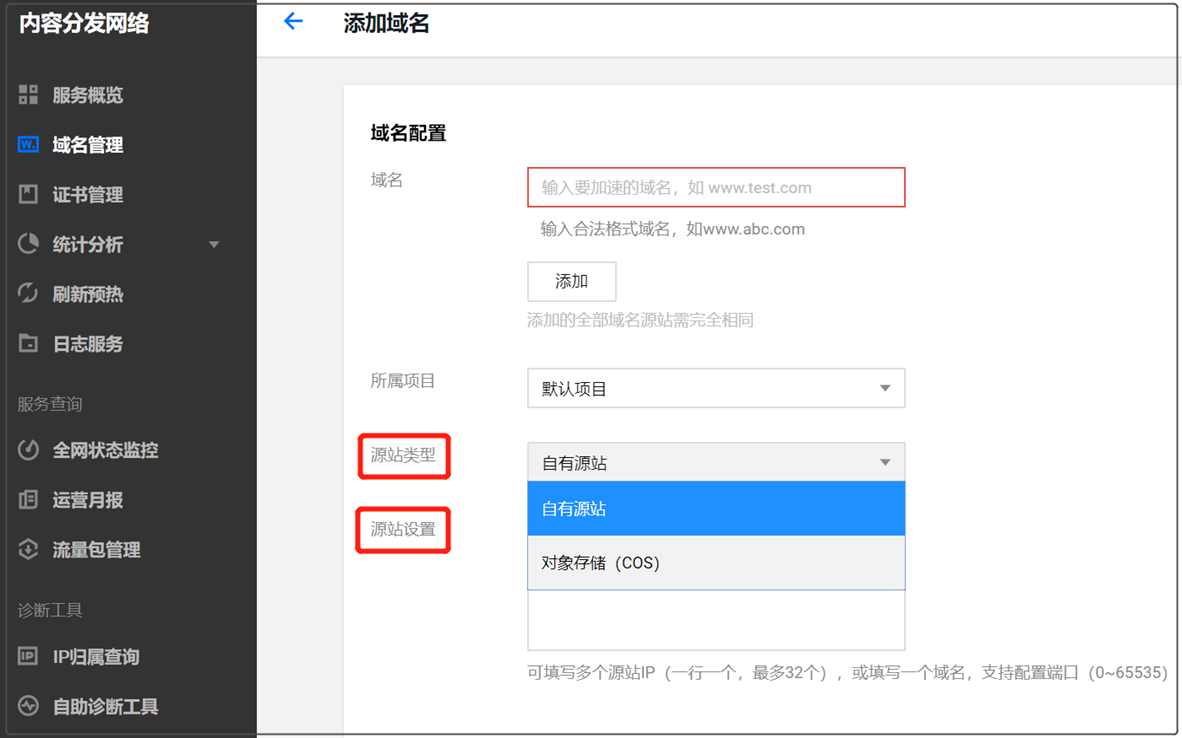 内容分发网络
服务概览
W.
域名管理
证书管理
统计分析
刷新预热
日志服务
服务查询
全网状态监控
运营月报
流量包管理
诊断工具
IP
IP归属查询
自助诊断工具
添加域名
域名配置
域名
输入要加速的域名，如 www.test.com
输入合法格式域名，如www.abc.com
添加
添加的全部域名源站需完全相同
所属项目
默认项目
源站类型
自有源站
自有源站
源站设置
对象存储（COS）
可填写多个源站IP（一行一个，最多32个），或填写一个域名，支持配置端口（0~65535）